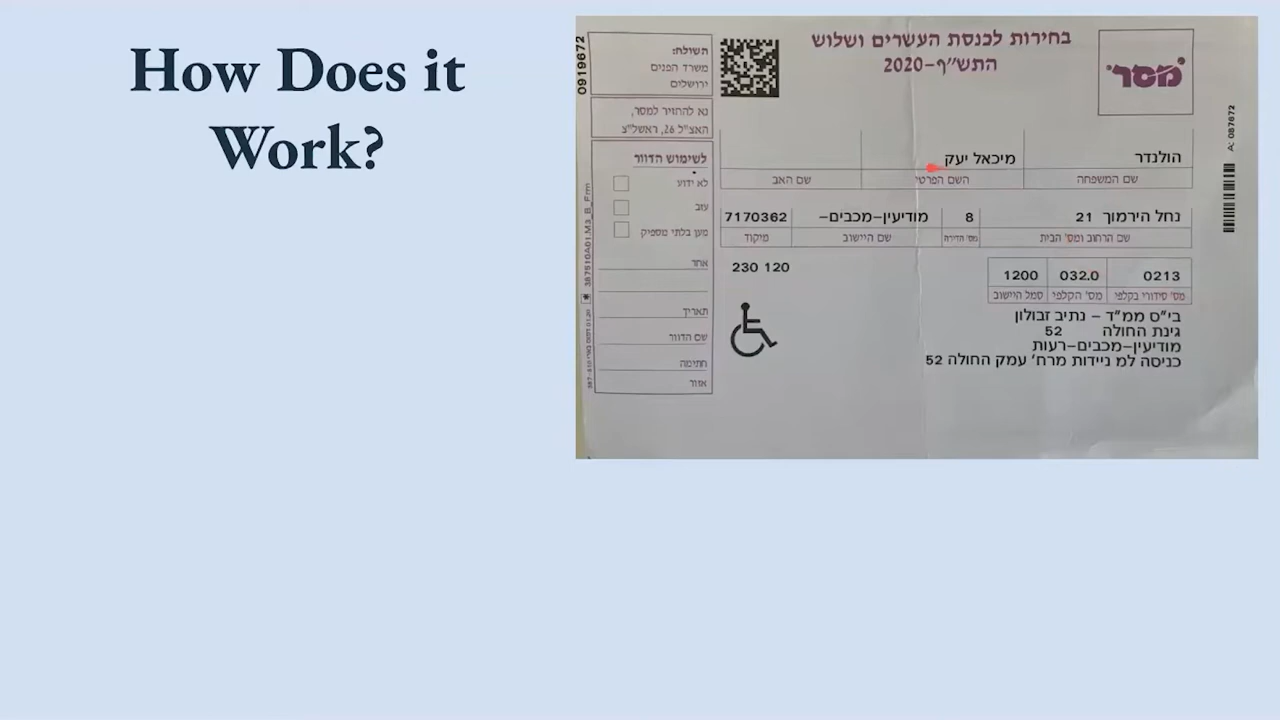 How Does it
Work?
0919672
השולח:
משרד הפנים
ירושלים
נא להחזיר למסר,
האצ"ל 26, ראשל"צ
לשימוש הדוור
לא ידוע
עזב
מען בלתי מספיק
אחר
תאריך
שם הדוור
חתימה
אזור
בחירות לכנסת העשרים ושלוש
התש"ף-2020
מסר
A: 087672
הולנדר
מיכאל יעק
שם המשפחה
השם הפרטי
שם האב
נחל הירמוך 21
8
מודיעין-מכבים-
7170362
שם הרחוב ומס' הבית
מס' הדירה
שם היישוב
מיקוד
230 120
0213
032.0
1200
מס' סידורי בקלפי
מס' הקלפי
סמל היישוב
בי"ס ממ"ד - נתיב זבולון
גינת החולה 52
מודיעין-מכבים-רעות
כניסה למ ניידות מרח' עמק החולה 52